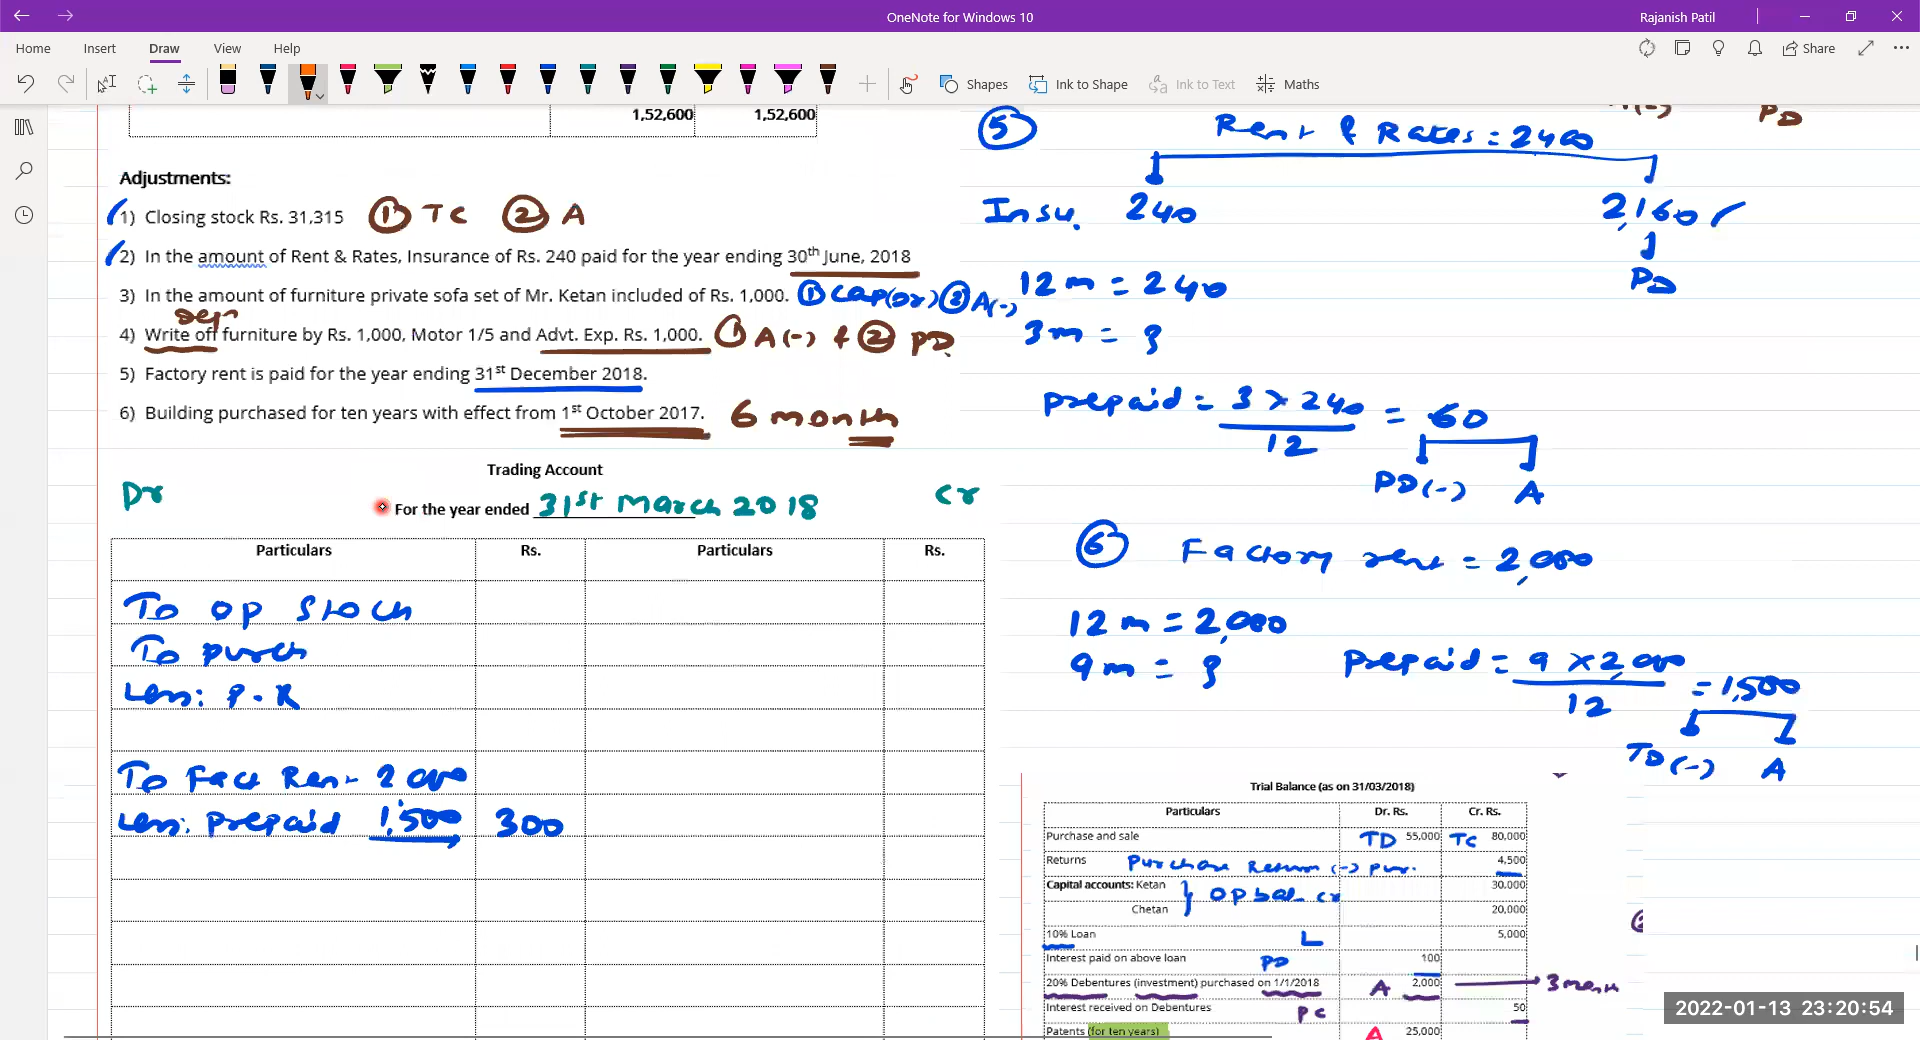 OneNote for Windows 10
Rajanish Patil
Home Insert Draw View Help
Share
Shapes Ink to Shape Ink to Text Maths
1,52,600 1,52,600
Adjustments:
1) Closing stock Rs. 31,315 ① TC ② A
2) In the amount of Rent & Rates, Insurance of Rs. 240 paid for the year ending 30th June, 2018
3) In the amount of furniture private sofa set of Mr. Ketan included of Rs. 1,000. ① Cap(Dr) ② A(-)
depr
4) Write off furniture by Rs. 1,000, Motor 1/5 and Advt. Exp. Rs. 1,000. ① A(-) & ② PD
5) Factory rent is paid for the year ending 31st December 2018.
6) Building purchased for ten years with effect from 1st October 2017. 6 month
Trading Account
Dr Cr
For the year ended 31st March 2018
Particulars Rs. Particulars Rs.
To op Stock
To purch
Less: P.R
To Fact Rent 2000
Less: Prepaid 1,500 300
(-) PD
⑤ Rent & Rates = 2400
Insu. 240 2,160
PD
12 m = 240
3 m = ?
prepaid = 3 × 240 = 60
12
PD(-) A
⑥ Factory rent = 2,000
12 m = 2,000
9 m = ?
Prepaid = 9 × 2,000 = 1,500
12
TD(-) A
Trial Balance (as on 31/03/2018)
Particulars Dr. Rs. Cr. Rs.
Purchase and sale TD 55,000 TC 80,000
Returns Purchase Return (-) Pur. 4,500
Capital accounts: Ketan 30.000
Op bal. Cr
Chetan 20,000
10% Loan L 5,000
Interest paid on above loan PD 100
20% Debentures (investment) purchased on 1/1/2018 A 2,000 3 month
Interest received on Debentures PC 50
Patents (for ten years) A 25,000
2022-01-13 23:20:54